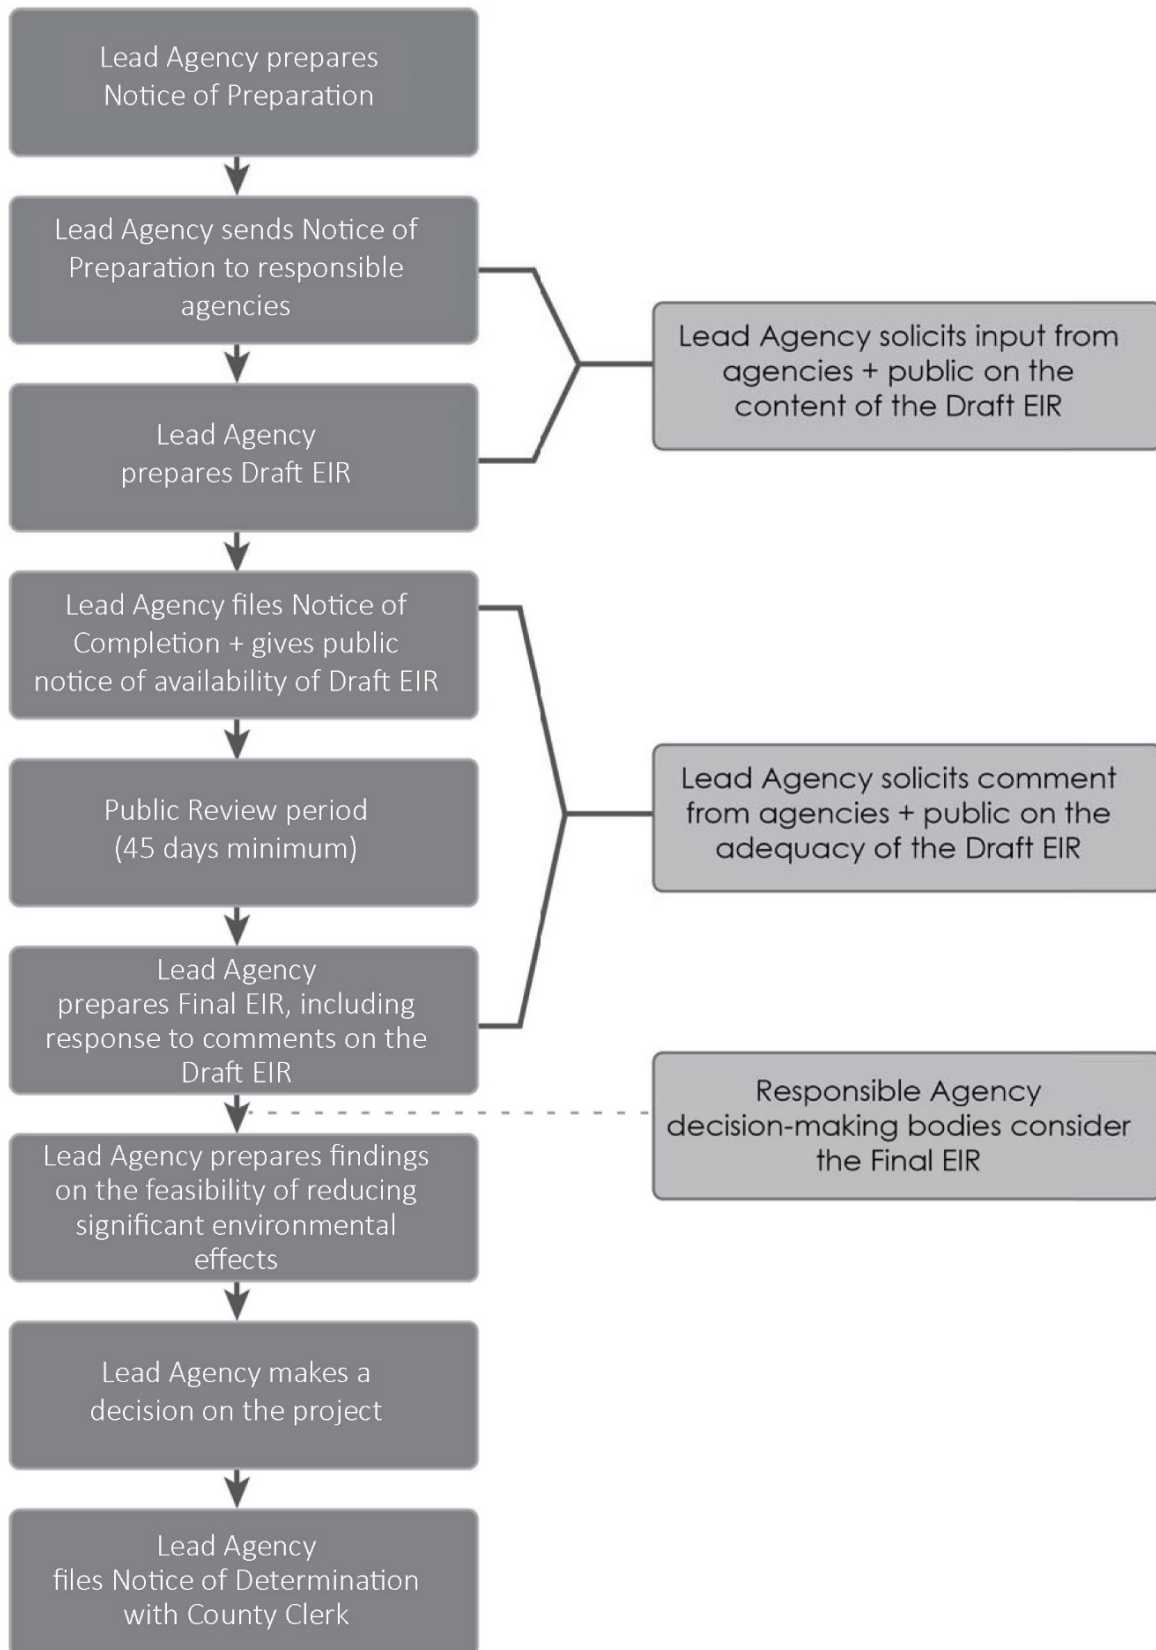 Lead Agency prepares
Notice of Preparation
Lead Agency sends Notice of
Preparation to responsible
agencies
Lead Agency solicits input from
agencies + public on the
content of the Draft EIR
Lead Agency
prepares Draft EIR
Lead Agency files Notice of
Completion + gives public
notice of availability of Draft EIR
Public Review period
(45 days minimum)
Lead Agency solicits comment
from agencies + public on the
adequacy of the Draft EIR
Lead Agency
prepares Final EIR, including
response to comments on the
Draft EIR
Responsible Agency
decision-making bodies consider
the Final EIR
Lead Agency prepares findings
on the feasibility of reducing
significant environmental
effects
Lead Agency makes a
decision on the project
Lead Agency
files Notice of Determination
with County Clerk